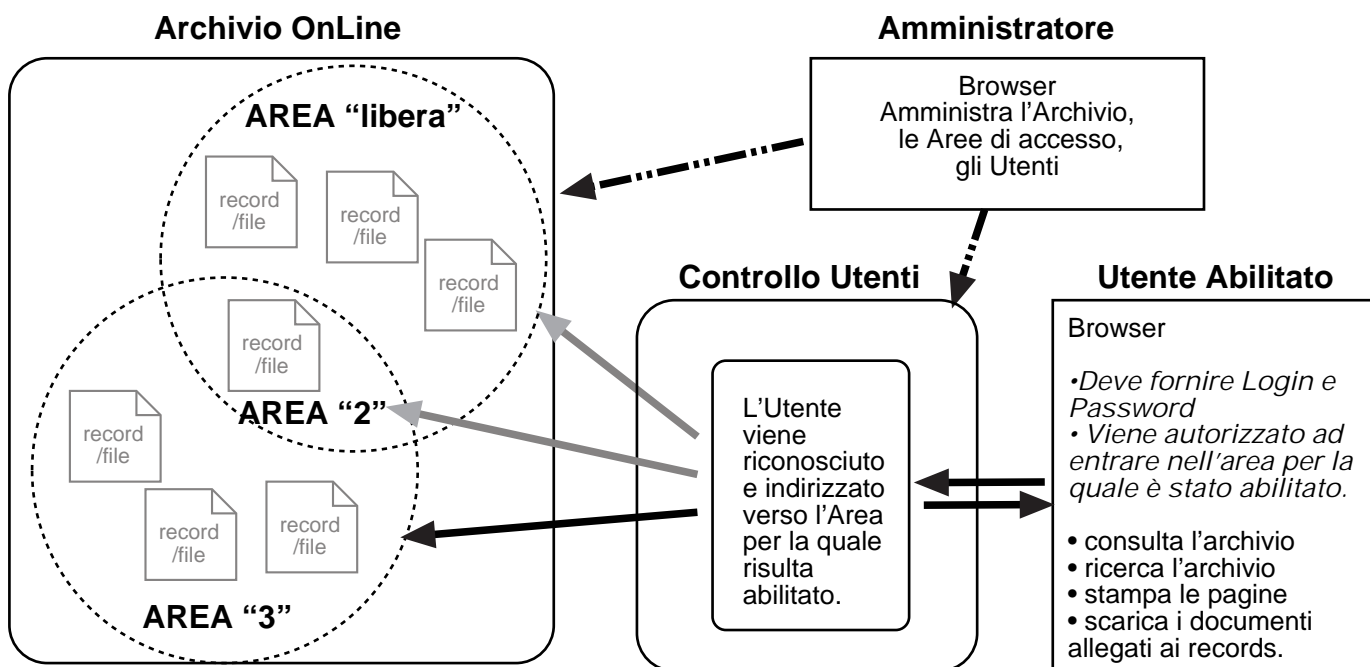 Archivio OnLine
AREA “libera”
record
/file
record
/file
record
/file
record
/file
AREA “2”
record
/file
record
/file
record
/file
AREA “3”
Amministratore
Browser
Amministra l’Archivio,
le Aree di accesso,
gli Utenti
Controllo Utenti
L’Utente
viene
riconosciuto
e indirizzato
verso l’Area
per la quale
risulta
abilitato.
Utente Abilitato
Browser
•Deve fornire Login e
Password
• Viene autorizzato ad
entrare nell’area per la
quale è stato abilitato.
• consulta l’archivio
• ricerca l’archivio
• stampa le pagine
• scarica i documenti
allegati ai records.